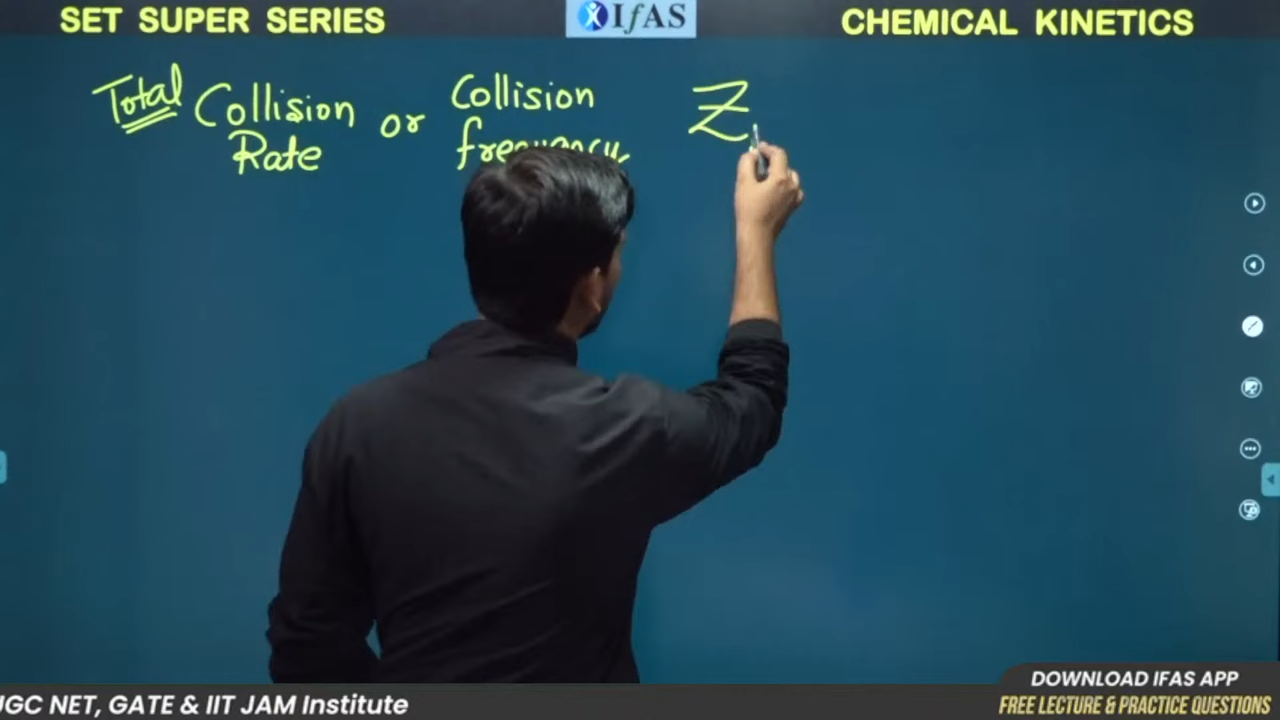 SET SUPER SERIES
IfAS
CHEMICAL KINETICS
Total Collision or Collision Z
Rate frequency
UGC NET, GATE & IIT JAM Institute
DOWNLOAD IFAS APP
FREE LECTURE & PRACTICE QUESTIONS